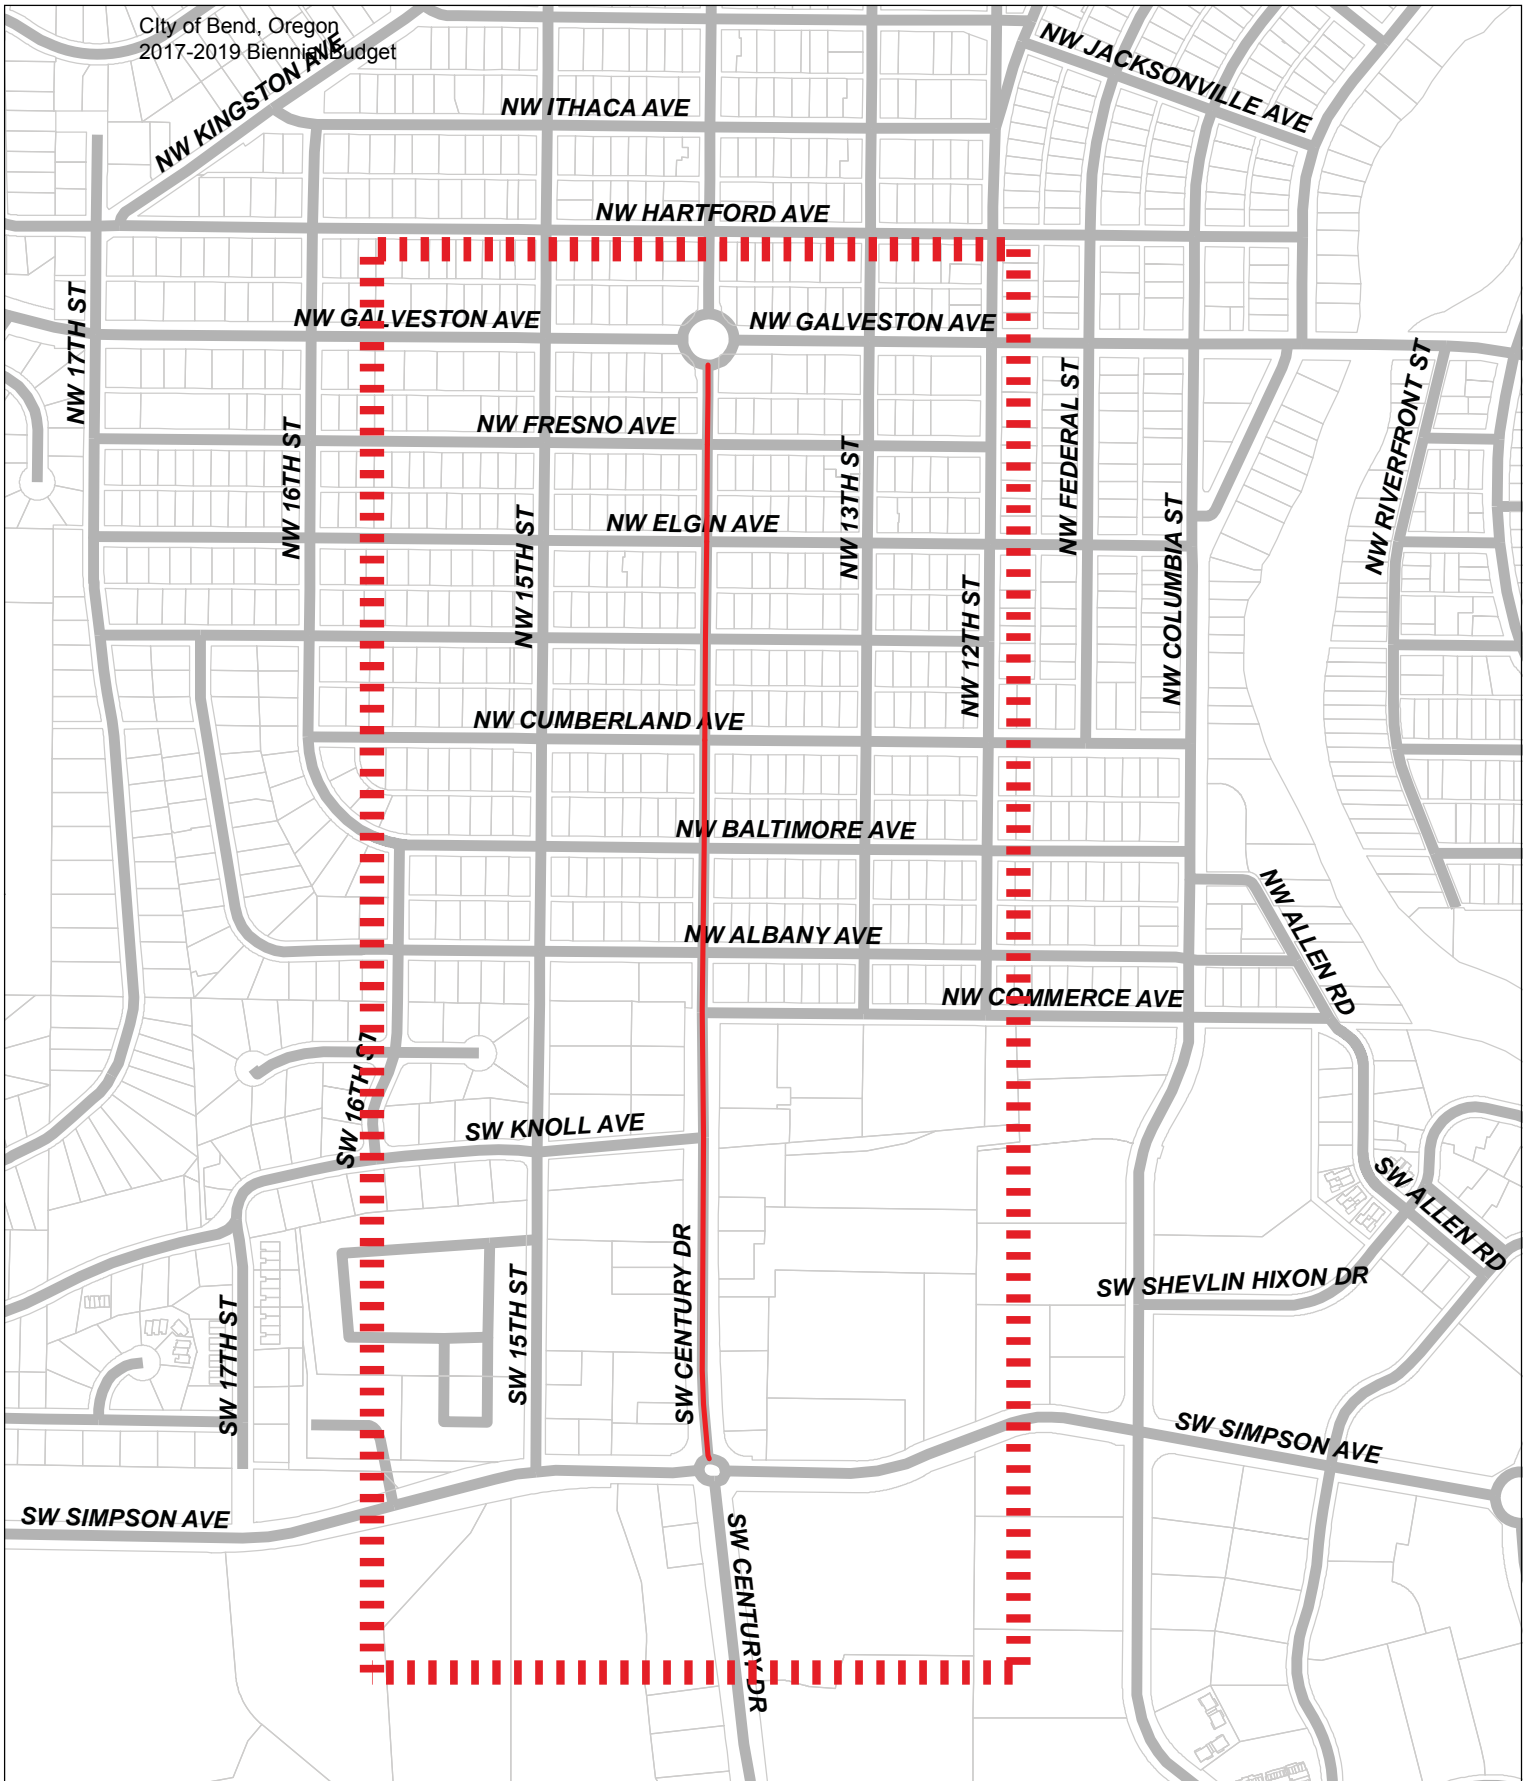 CIty of Bend, Oregon
2017-2019 Biennial Budget
NW KINGSTON AVE
NW JACKSONVILLE AVE
NW ITHACA AVE
NW HARTFORD AVE
NW 17TH ST
NW GALVESTON AVE
NW GALVESTON AVE
NW RIVERFRONT ST
NW FEDERAL ST
NW FRESNO AVE
NW 16TH ST
NW 13TH ST
NW ELGIN AVE
NW 15TH ST
NW COLUMBIA ST
NW 12TH ST
NW CUMBERLAND AVE
NW BALTIMORE AVE
NW ALLEN RD
NW ALBANY AVE
NW COMMERCE AVE
SW 16TH ST
SW KNOLL AVE
SW ALLEN RD
SW CENTURY DR
SW SHEVLIN HIXON DR
SW 15TH ST
SW 17TH ST
SW SIMPSON AVE
SW SIMPSON AVE
SW CENTURY DR